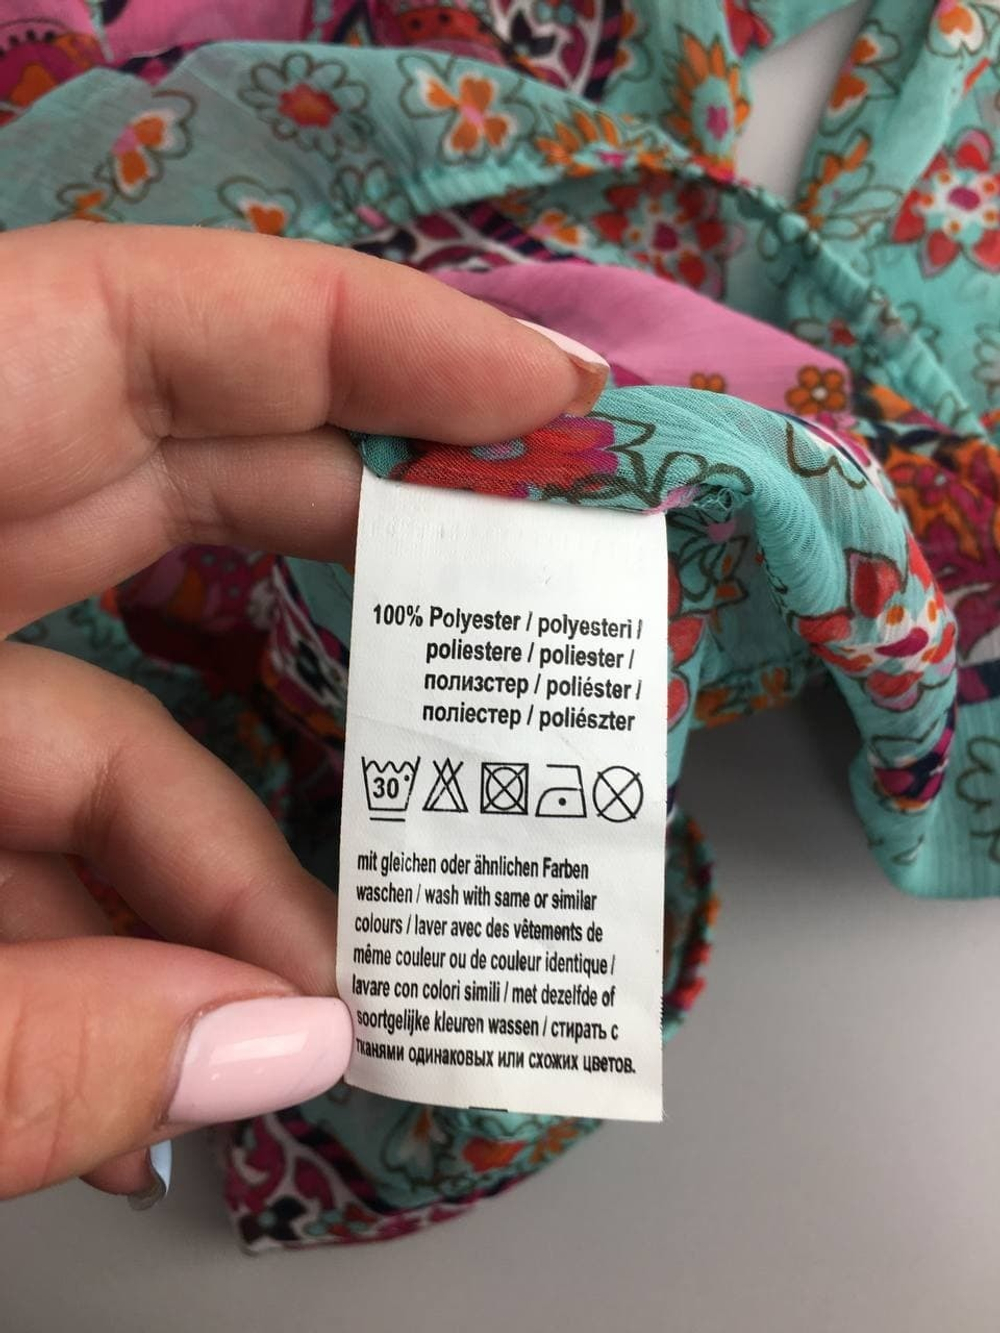 100% Polyester / polyesteri /
poliestere / poliester /
полизстер / poliéster /
поліестер / poliészter
30
mit gleichen oder ähnlichen Farben
waschen / wash with same or similar
colours / laver avec des vêtements de
même couleur ou de couleur identique /
lavare con colori simili / met dezelfde of
soortgelijke kleuren wassen / стирать с
тканями одинаковых или схожих цветов.